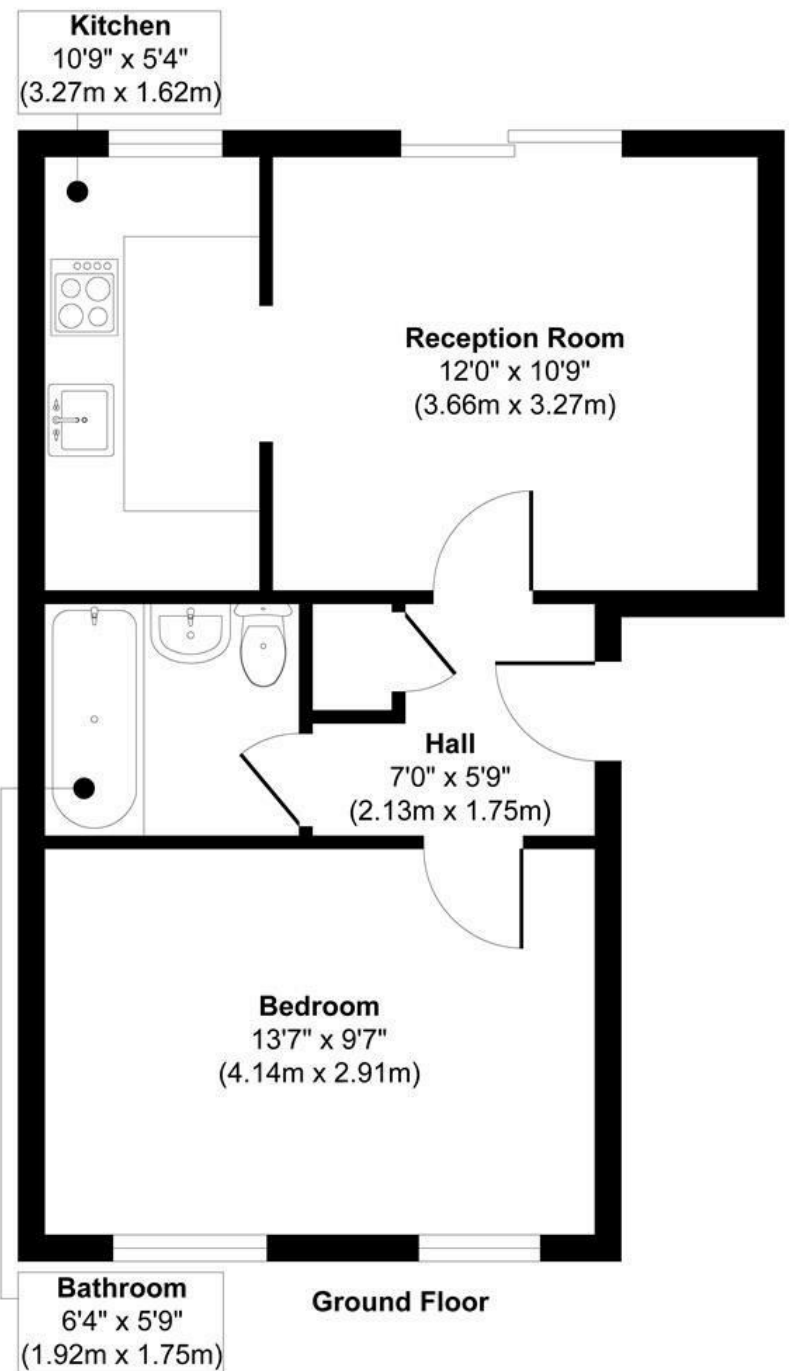 Kitchen
10'9" x 5'4"
(3.27m x 1.62m)
Reception Room
12'0" x 10'9"
(3.66m x 3.27m)
Hall
7'0" x 5'9"
(2.13m x 1.75m)
Bedroom
13'7" x 9'7"
(4.14m x 2.91m)
Bathroom
6'4" x 5'9"
(1.92m x 1.75m)
Ground Floor